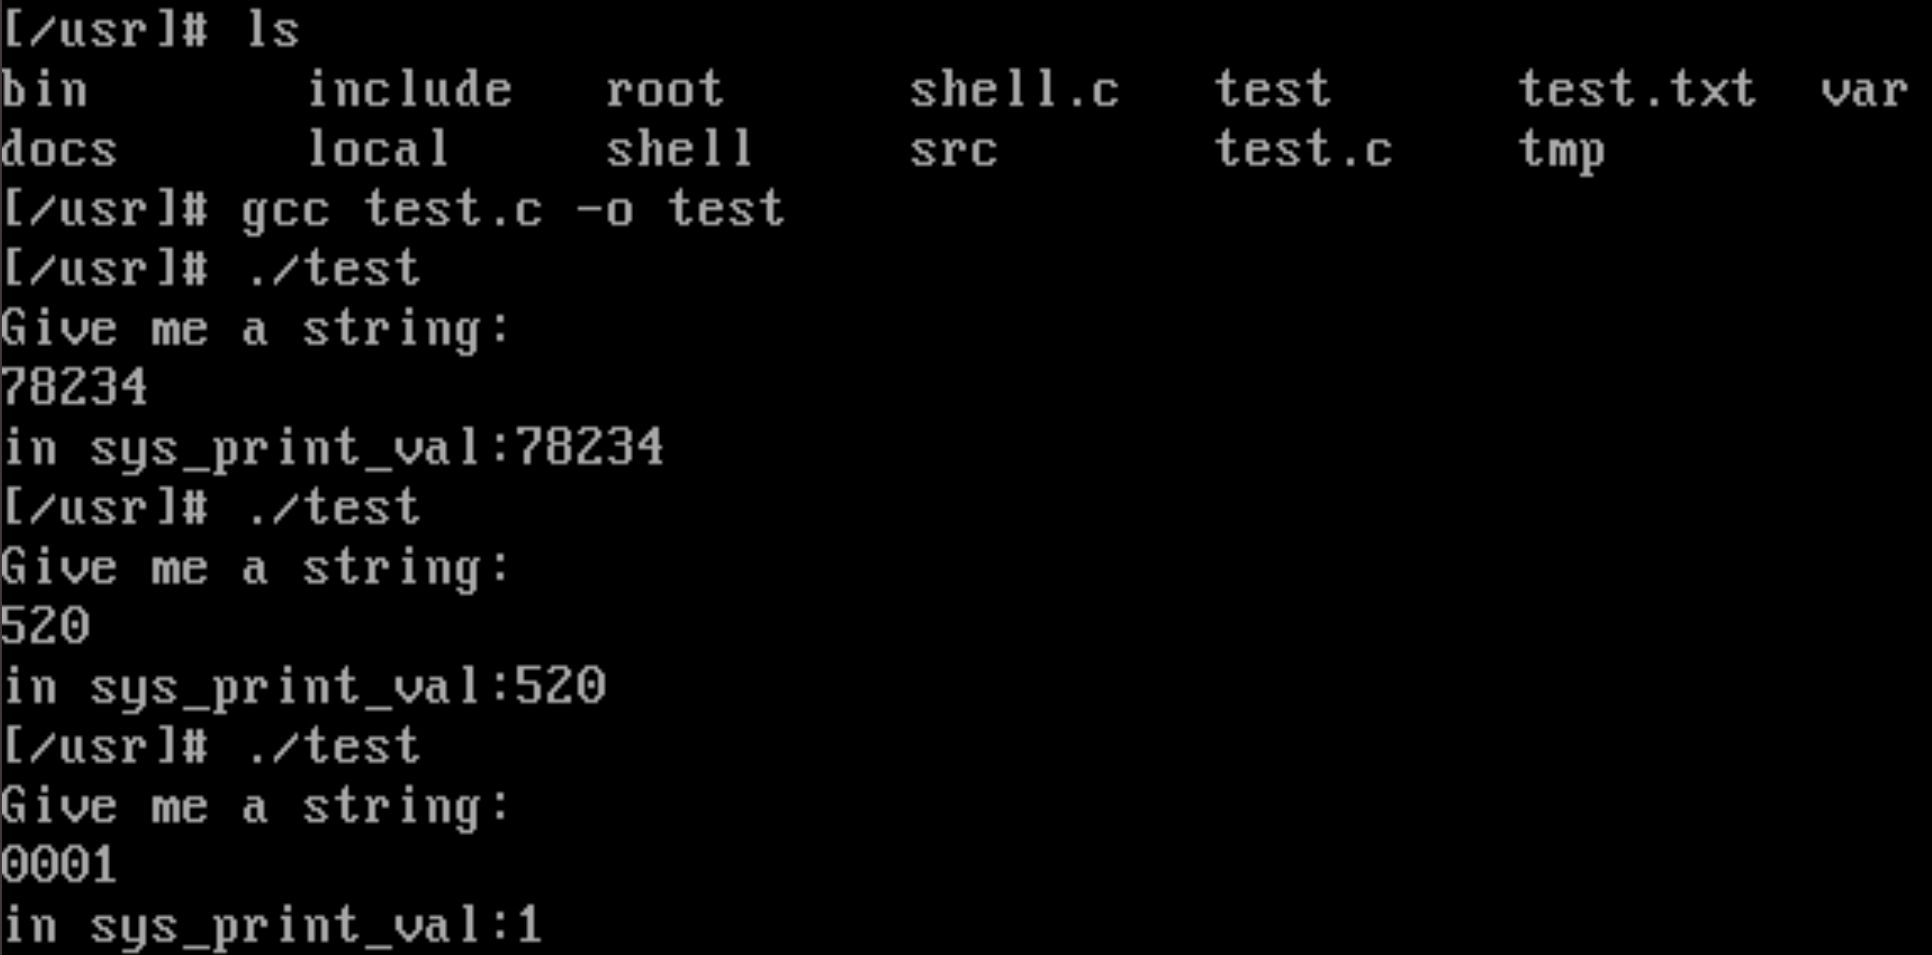 [/usr]# ls
bin include root shell.c test test.txt var
docs local shell src test.c tmp
[/usr]# gcc test.c -o test
[/usr]# ./test
Give me a string:
78234
in sys_print_val:78234
[/usr]# ./test
Give me a string:
520
in sys_print_val:520
[/usr]# ./test
Give me a string:
0001
in sys_print_val:1